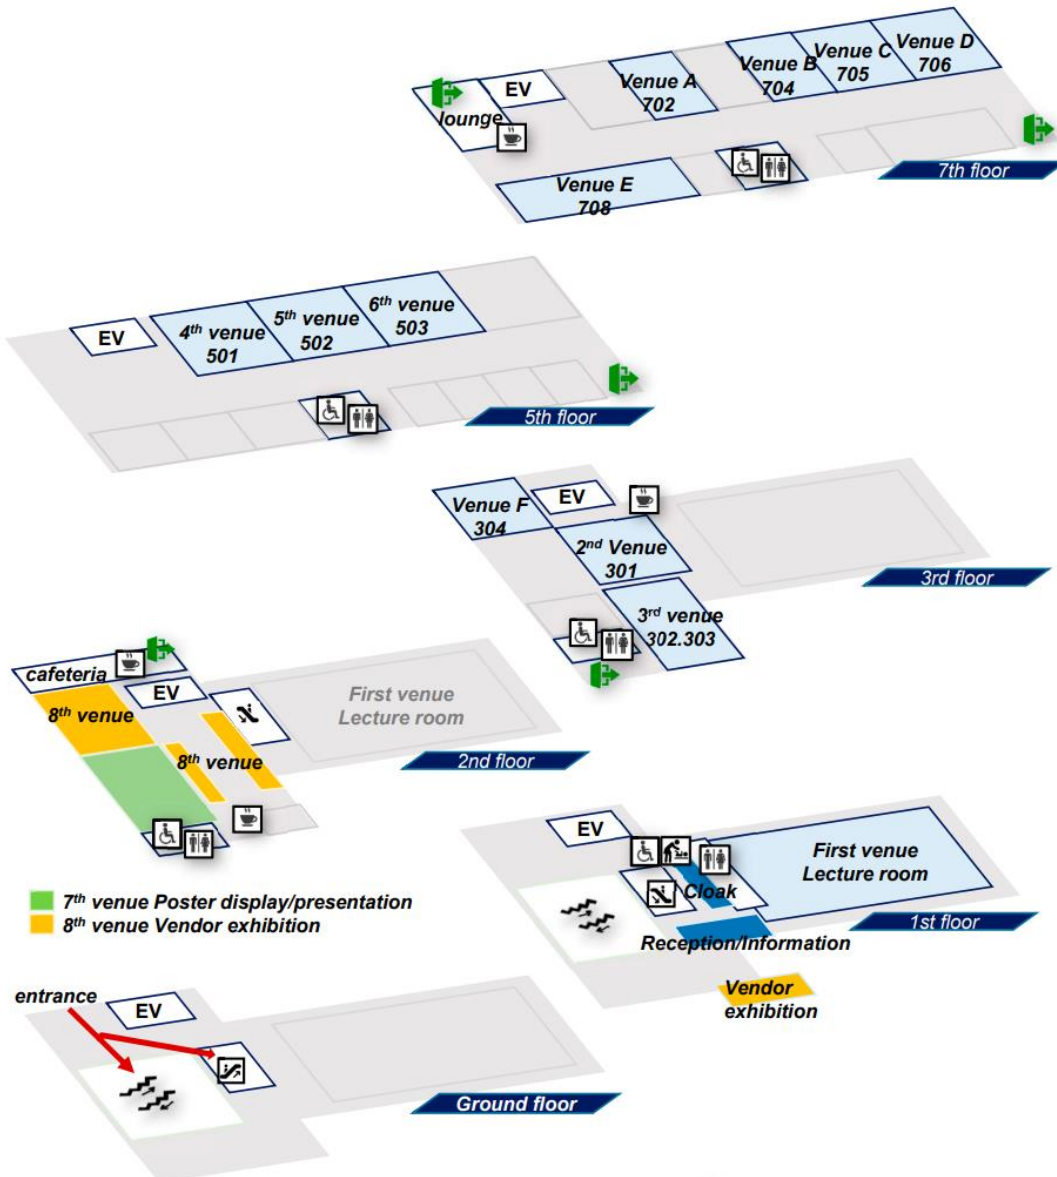 Venue D
706
Venue C
705
Venue B
704
Venue A
702
EV
lounge
Venue E
708
7th floor
6th venue
503
5th venue
502
4th venue
501
EV
5th floor
Venue F
304
EV
2nd Venue
301
3rd venue
302.303
3rd floor
cafeteria
EV
8th venue
8th venue
First venue
Lecture room
2nd floor
EV
First venue
Lecture room
Cloak
Reception/Information
1st floor
Vendor
exhibition
7th venue Poster display/presentation
8th venue Vendor exhibition
entrance
EV
Ground floor